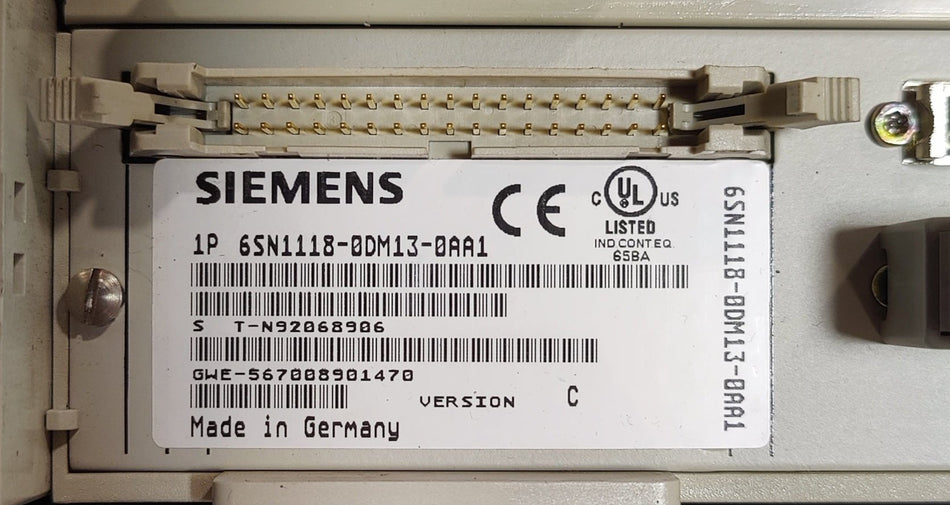 SIEMENS
1P 6SN1118-0DM13-0AA1
S T-N92068906
GWE-567008901470
VERSION C
Made in Germany
CE
C UL US
LISTED
IND CONT EQ.
65BA
6SN1118-0DM13-0AA1